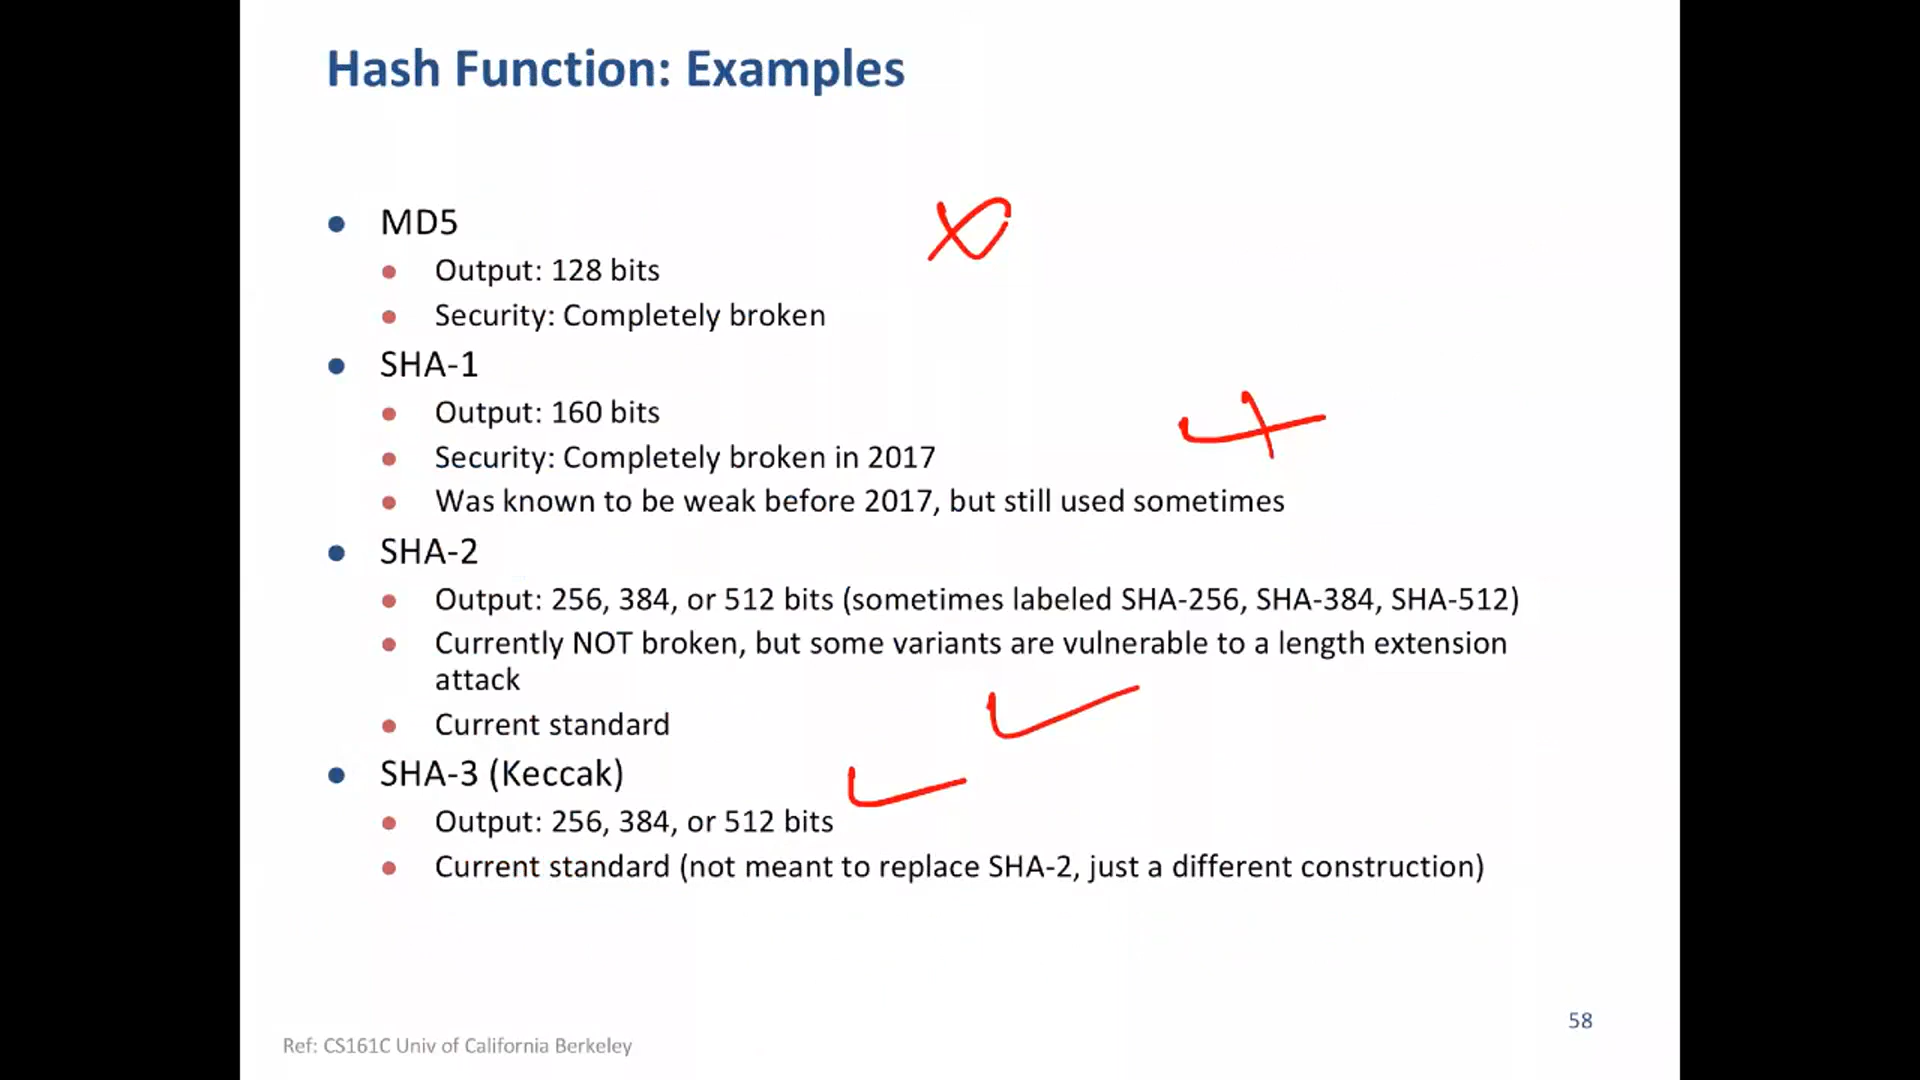 Hash Function: Examples
MD5
Output: 128 bits
Security: Completely broken
SHA-1
Output: 160 bits
Security: Completely broken in 2017
Was known to be weak before 2017, but still used sometimes
SHA-2
Output: 256, 384, or 512 bits (sometimes labeled SHA-256, SHA-384, SHA-512)
Currently NOT broken, but some variants are vulnerable to a length extension
attack
Current standard
SHA-3 (Keccak)
Output: 256, 384, or 512 bits
Current standard (not meant to replace SHA-2, just a different construction)
58
Ref: CS161C Univ of California Berkeley